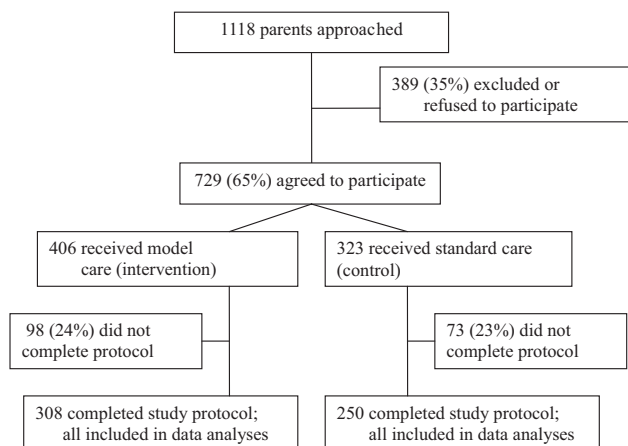 1118 parents approached
389 (35%) excluded or
refused to participate
729 (65%) agreed to participate
406 received model
care (intervention)
323 received standard care
(control)
98 (24%) did not
complete protocol
73 (23%) did not
complete protocol
308 completed study protocol;
all included in data analyses
250 completed study protocol;
all included in data analyses